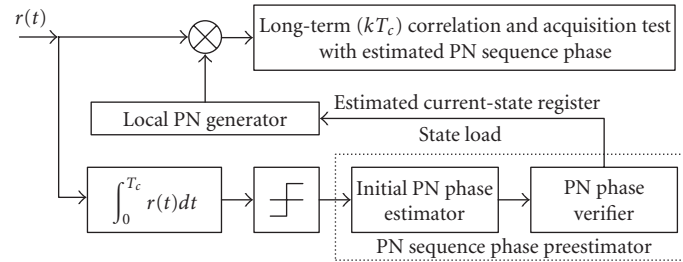 r(t)
Long-term (kT_c) correlation and acquisition test
with estimated PN sequence phase
Estimated current-state register
Local PN generator
State load
∫_0^{T_c} r(t)dt
Initial PN phase
estimator
PN phase
verifier
PN sequence phase preestimator